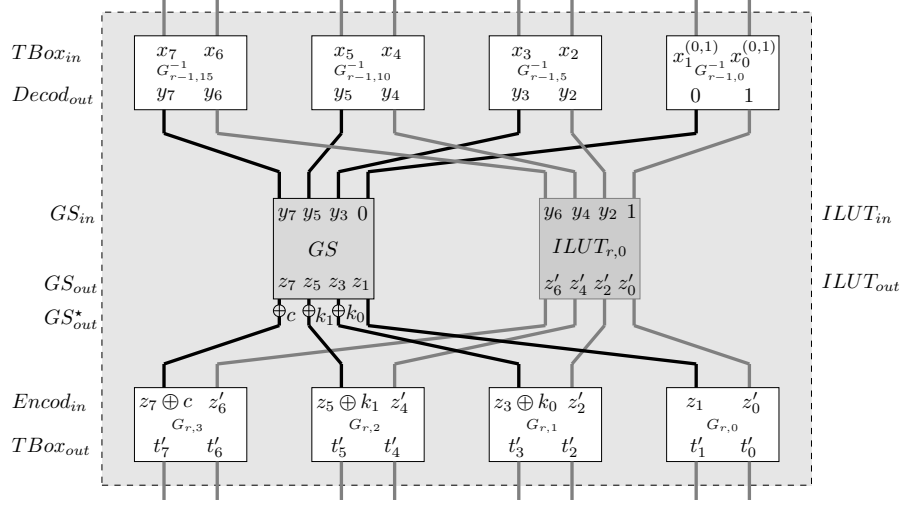 TBox_in x_7 x_6 x_5 x_4 x_3 x_2 x_1^{(0,1)} x_0^{(0,1)}
G_{r-1,15}^{-1} G_{r-1,10}^{-1} G_{r-1,5}^{-1} G_{r-1,0}^{-1}
Decod_out y_7 y_6 y_5 y_4 y_3 y_2 0 1
GS_in y_7 y_5 y_3 0 y_6 y_4 y_2 1 ILUT_in
GS ILUT_{r,0}
GS_out z_7 z_5 z_3 z_1 z'_6 z'_4 z'_2 z'_0 ILUT_out
GS^⋆_out ⊕c ⊕k_1 ⊕k_0
Encod_in z_7 ⊕ c z'_6 z_5 ⊕ k_1 z'_4 z_3 ⊕ k_0 z'_2 z_1 z'_0
G_{r,3} G_{r,2} G_{r,1} G_{r,0}
TBox_out t'_7 t'_6 t'_5 t'_4 t'_3 t'_2 t'_1 t'_0